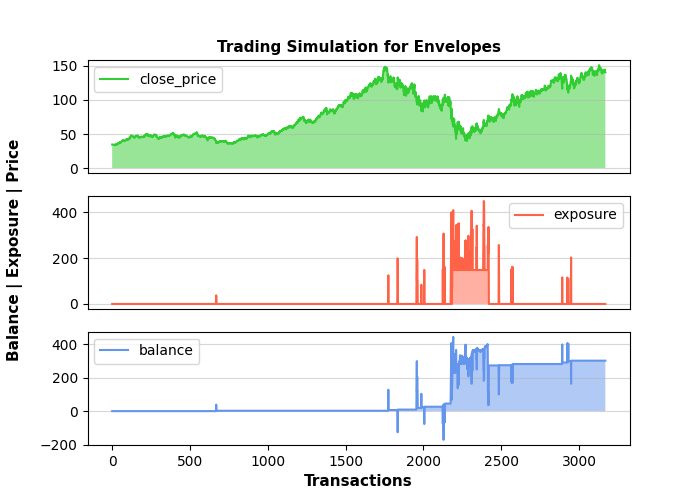 Trading Simulation for Envelopes
Balance | Exposure | Price
150
100
50
0
close_price
400
200
0
exposure
400
200
0
−200
balance
0 500 1000 1500 2000 2500 3000
Transactions